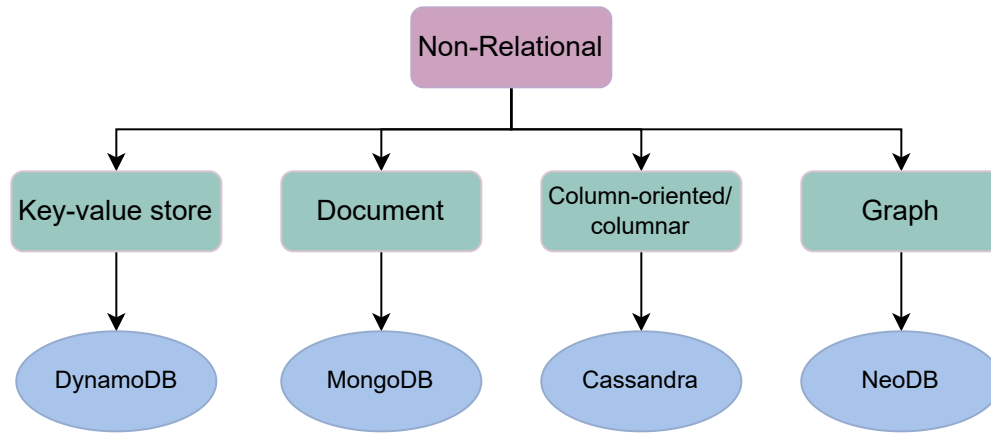 Non-Relational
Key-value store
Document
Column-oriented/
columnar
Graph
DynamoDB
MongoDB
Cassandra
NeoDB